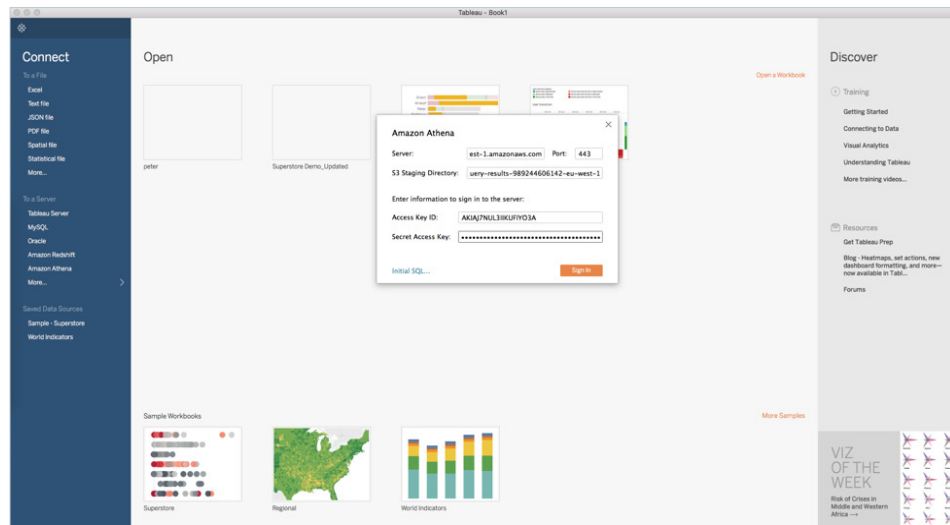 Tableau - Book1
Connect
To a File
Excel
Text file
JSON file
PDF file
Spatial file
Statistical file
More...
To a Server
Tableau Server
MySQL
Oracle
Amazon Redshift
Amazon Athena
More...
Saved Data Sources
Sample - Superstore
World Indicators
Open
Open a Workbook
peter
Superstore Demo_Updated
Amazon Athena
Server:
est-1.amazonaws.com
Port:
443
S3 Staging Directory:
uery-results-989244606142-eu-west-1
Enter information to sign in to the server:
Access Key ID:
AKIAJ7NUL3IIKUFIYO3A
Secret Access Key:
Initial SQL...
Sign In
Sample Workbooks
More Samples
Superstore
Regional
World Indicators
Discover
Training
Getting Started
Connecting to Data
Visual Analytics
Understanding Tableau
More training videos...
Resources
Get Tableau Prep
Blog - Heatmaps, set actions, new
dashboard formatting, and more—
now available in Tabl...
Forums
VIZ
OF THE
WEEK
Risk of Crises in
Middle and Western
Africa →